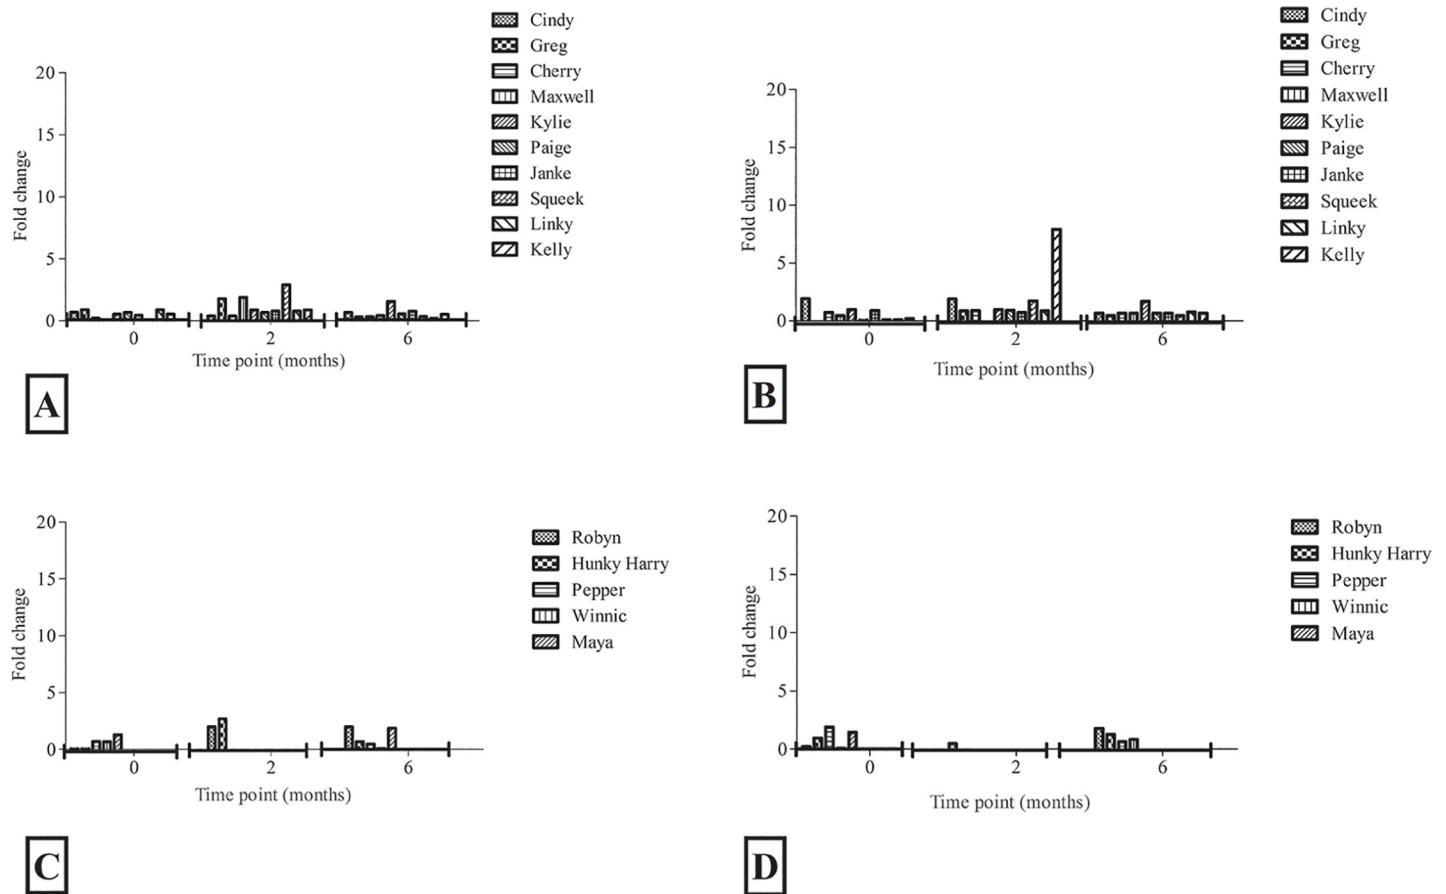 Cindy
Greg
Cherry
Maxwell
Kylie
Paige
Janke
Squeek
Linky
Kelly
20
15
10
5
0
Fold change
0 2 6
Time point (months)
A
Cindy
Greg
Cherry
Maxwell
Kylie
Paige
Janke
Squeek
Linky
Kelly
20
15
10
5
0
Fold change
0 2 6
Time point (months)
B
Robyn
Hunky Harry
Pepper
Winnic
Maya
20
15
10
5
0
Fold change
0 2 6
Time point (months)
C
Robyn
Hunky Harry
Pepper
Winnic
Maya
20
15
10
5
0
Fold change
0 2 6
Time point (months)
D